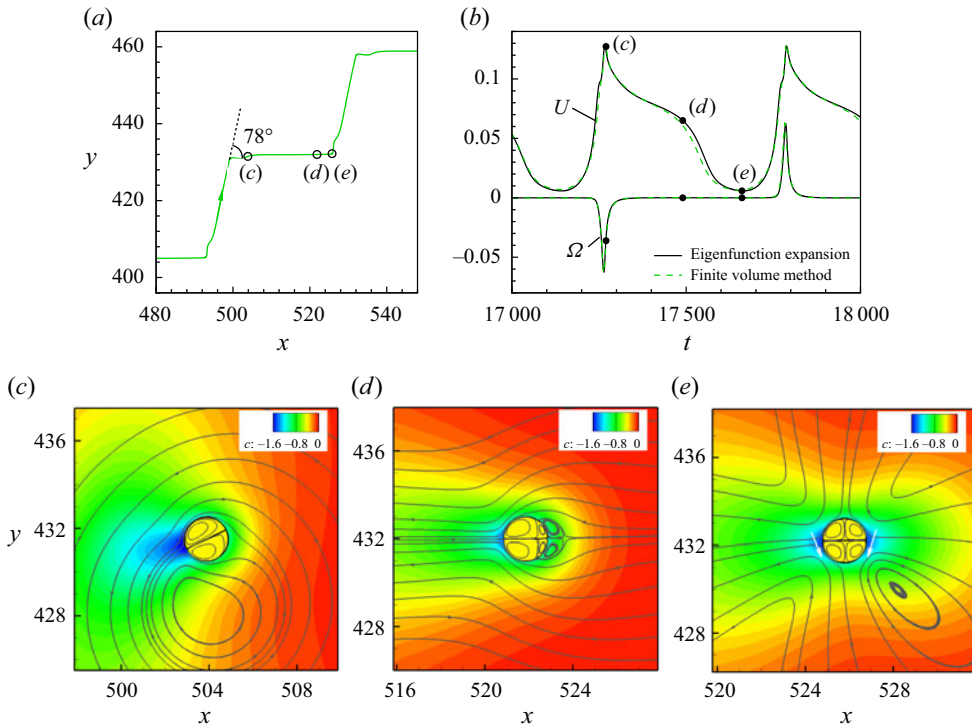 (a)
460
440
y
420
400
78°
(c)
(d)
(e)
480
500
520
540
x
(b)
0.1
0
−0.05
U
Ω
(c)
(d)
(e)
Eigenfunction expansion
Finite volume method
17 000
17 500
18 000
t
(c)
436
432
428
y
c: −1.6 −0.8 0
500
504
508
x
(d)
436
432
428
c: −1.6 −0.8 0
516
520
524
x
(e)
436
432
428
c: −1.6 −0.8 0
520
524
528
x